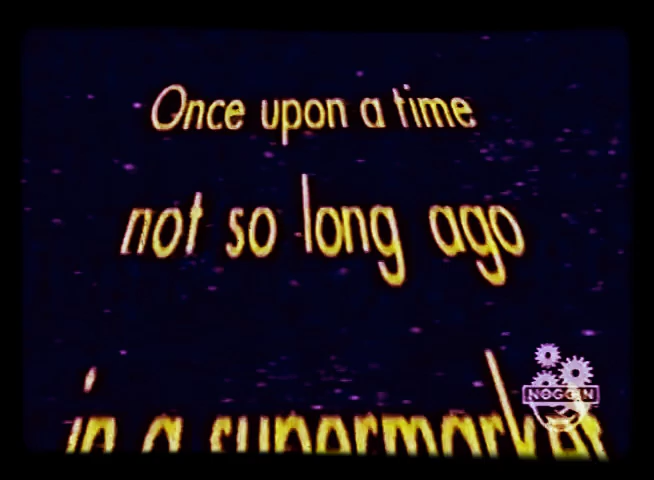 Once upon a time
not so long ago
in a supermarket
NOGGIN